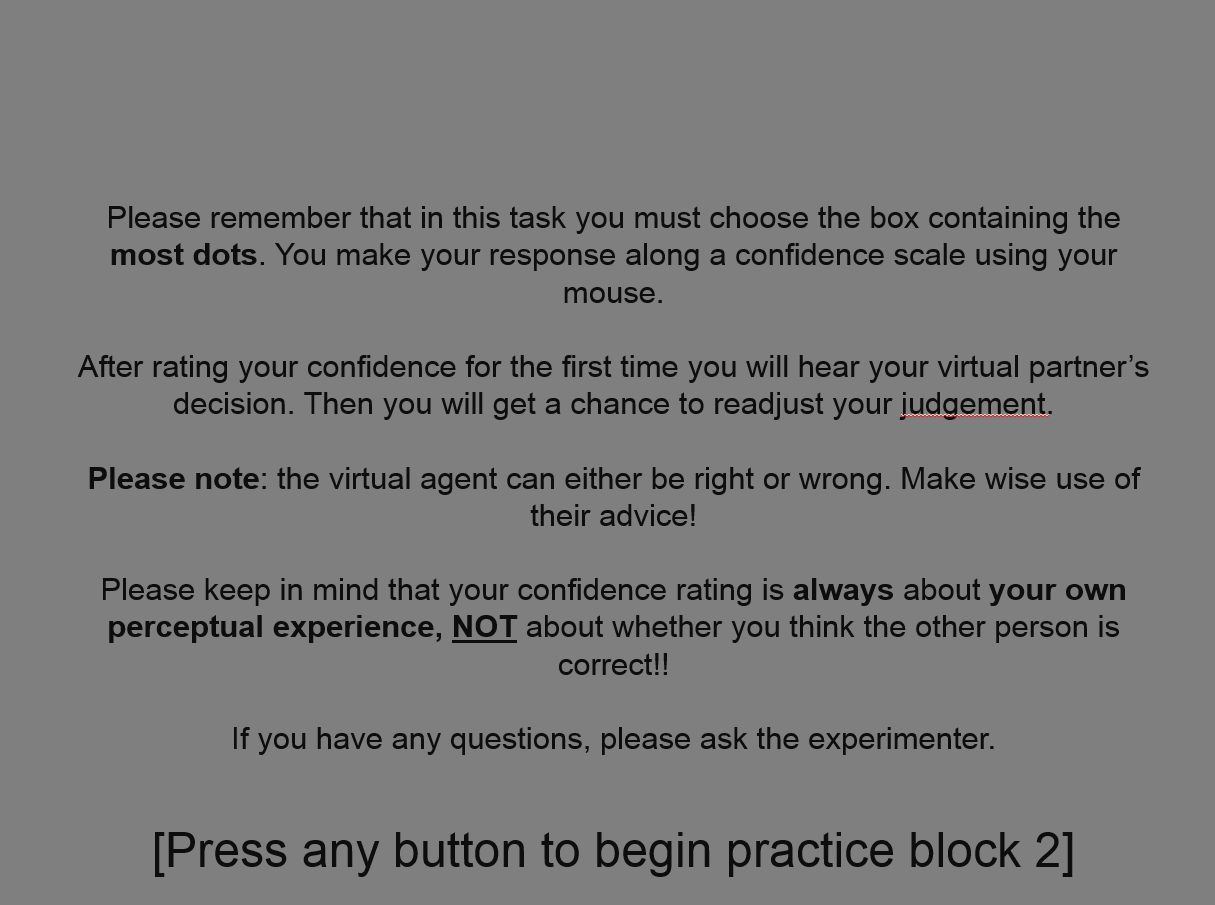 Please remember that in this task you must choose the box containing the
most dots. You make your response along a confidence scale using your
mouse.
After rating your confidence for the first time you will hear your virtual partner’s
decision. Then you will get a chance to readjust your judgement.
Please note: the virtual agent can either be right or wrong. Make wise use of
their advice!
Please keep in mind that your confidence rating is always about your own
perceptual experience, NOT about whether you think the other person is
correct!!
If you have any questions, please ask the experimenter.
[Press any button to begin practice block 2]